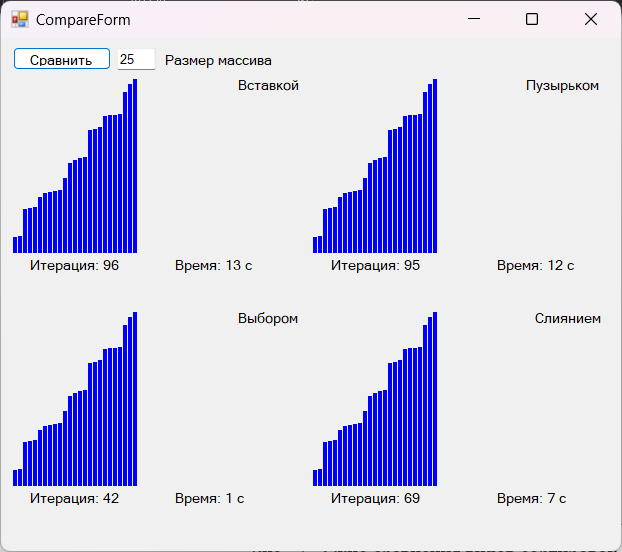 CompareForm
Сравнить 25 Размер массива
Вставкой Пузырьком
Итерация: 96 Время: 13 с Итерация: 95 Время: 12 с
Выбором Слиянием
Итерация: 42 Время: 1 с Итерация: 69 Время: 7 с